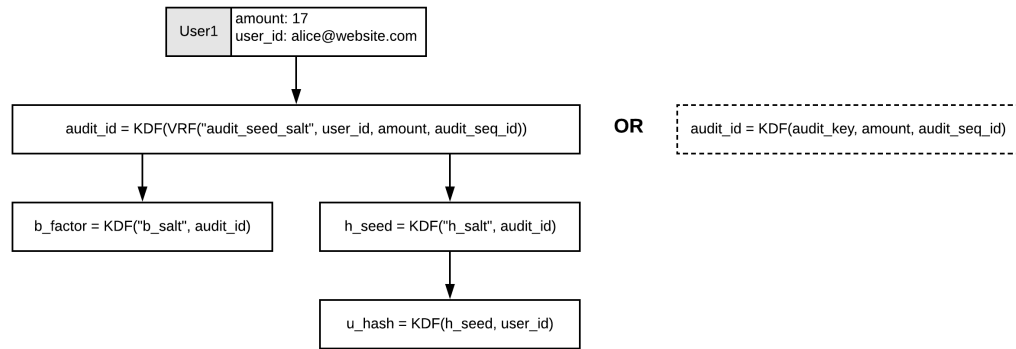 User1
amount: 17
user_id: alice@website.com
audit_id = KDF(VRF("audit_seed_salt", user_id, amount, audit_seq_id))
OR
audit_id = KDF(audit_key, amount, audit_seq_id)
b_factor = KDF("b_salt", audit_id)
h_seed = KDF("h_salt", audit_id)
u_hash = KDF(h_seed, user_id)